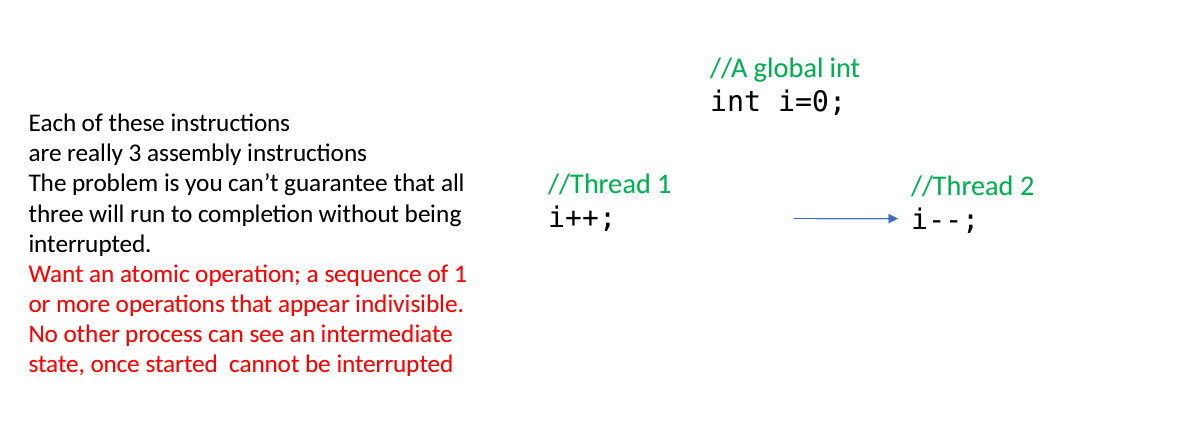 //A global int
int i=0;
Each of these instructions
are really 3 assembly instructions
The problem is you can’t guarantee that all
three will run to completion without being
interrupted.
Want an atomic operation; a sequence of 1
or more operations that appear indivisible.
No other process can see an intermediate
state, once started  cannot be interrupted
//Thread 1
i++;
//Thread 2
i--;